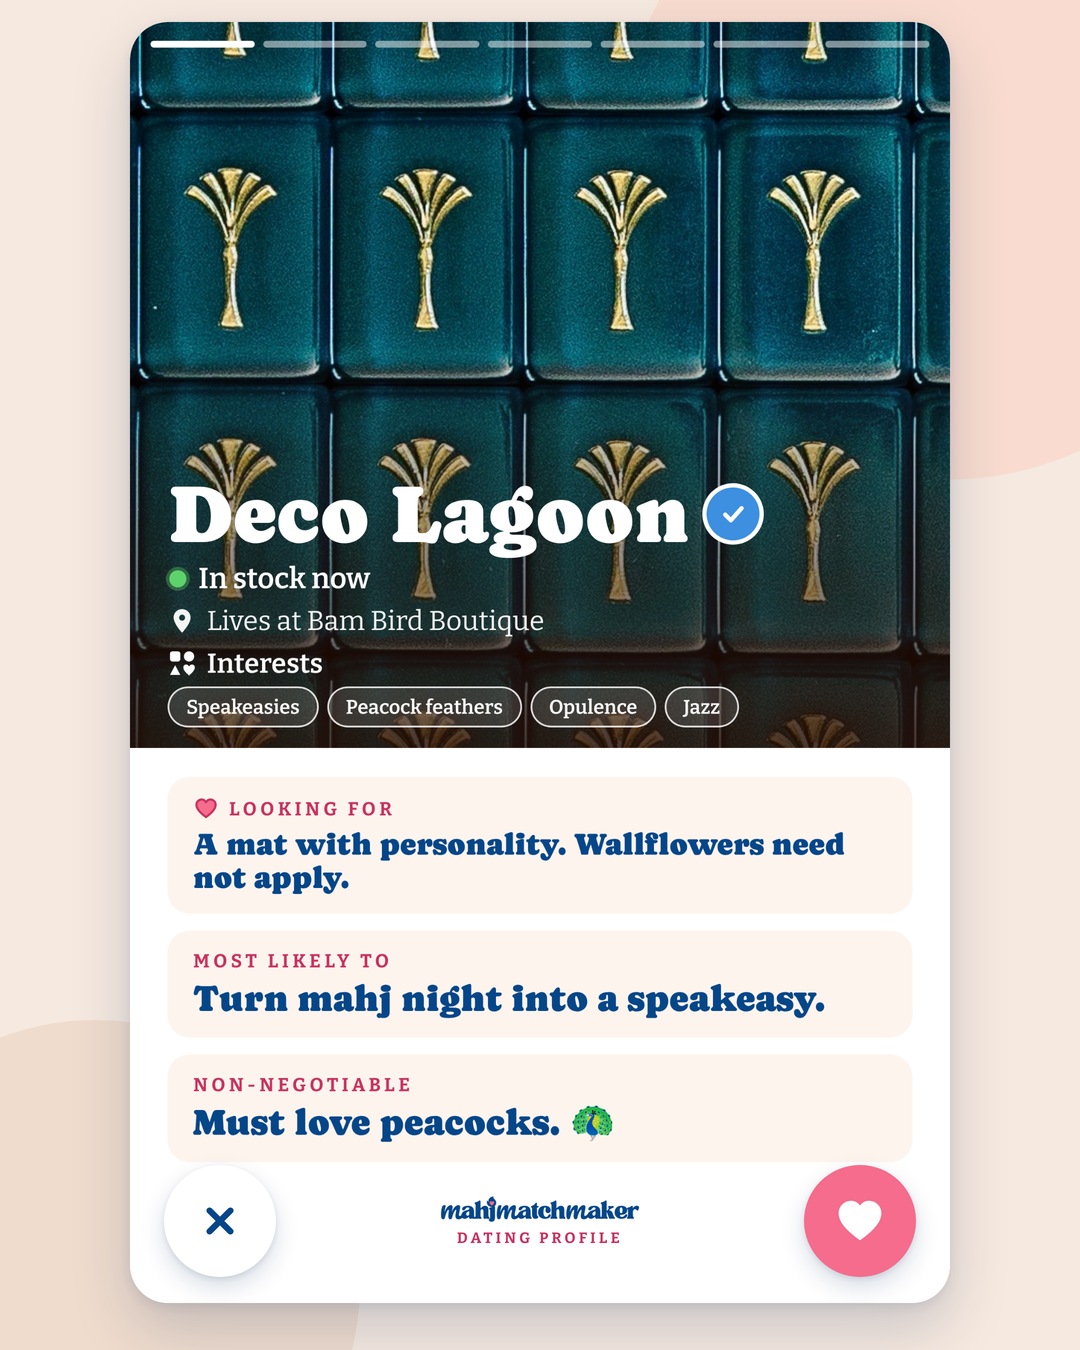 Deco Lagoon
In stock now
Lives at Bam Bird Boutique
Interests
Speakeasies Peacock feathers Opulence Jazz
LOOKING FOR
A mat with personality. Wallflowers need
not apply.
MOST LIKELY TO
Turn mahj night into a speakeasy.
NON-NEGOTIABLE
Must love peacocks. 🦚
mahjmatchmaker
DATING PROFILE